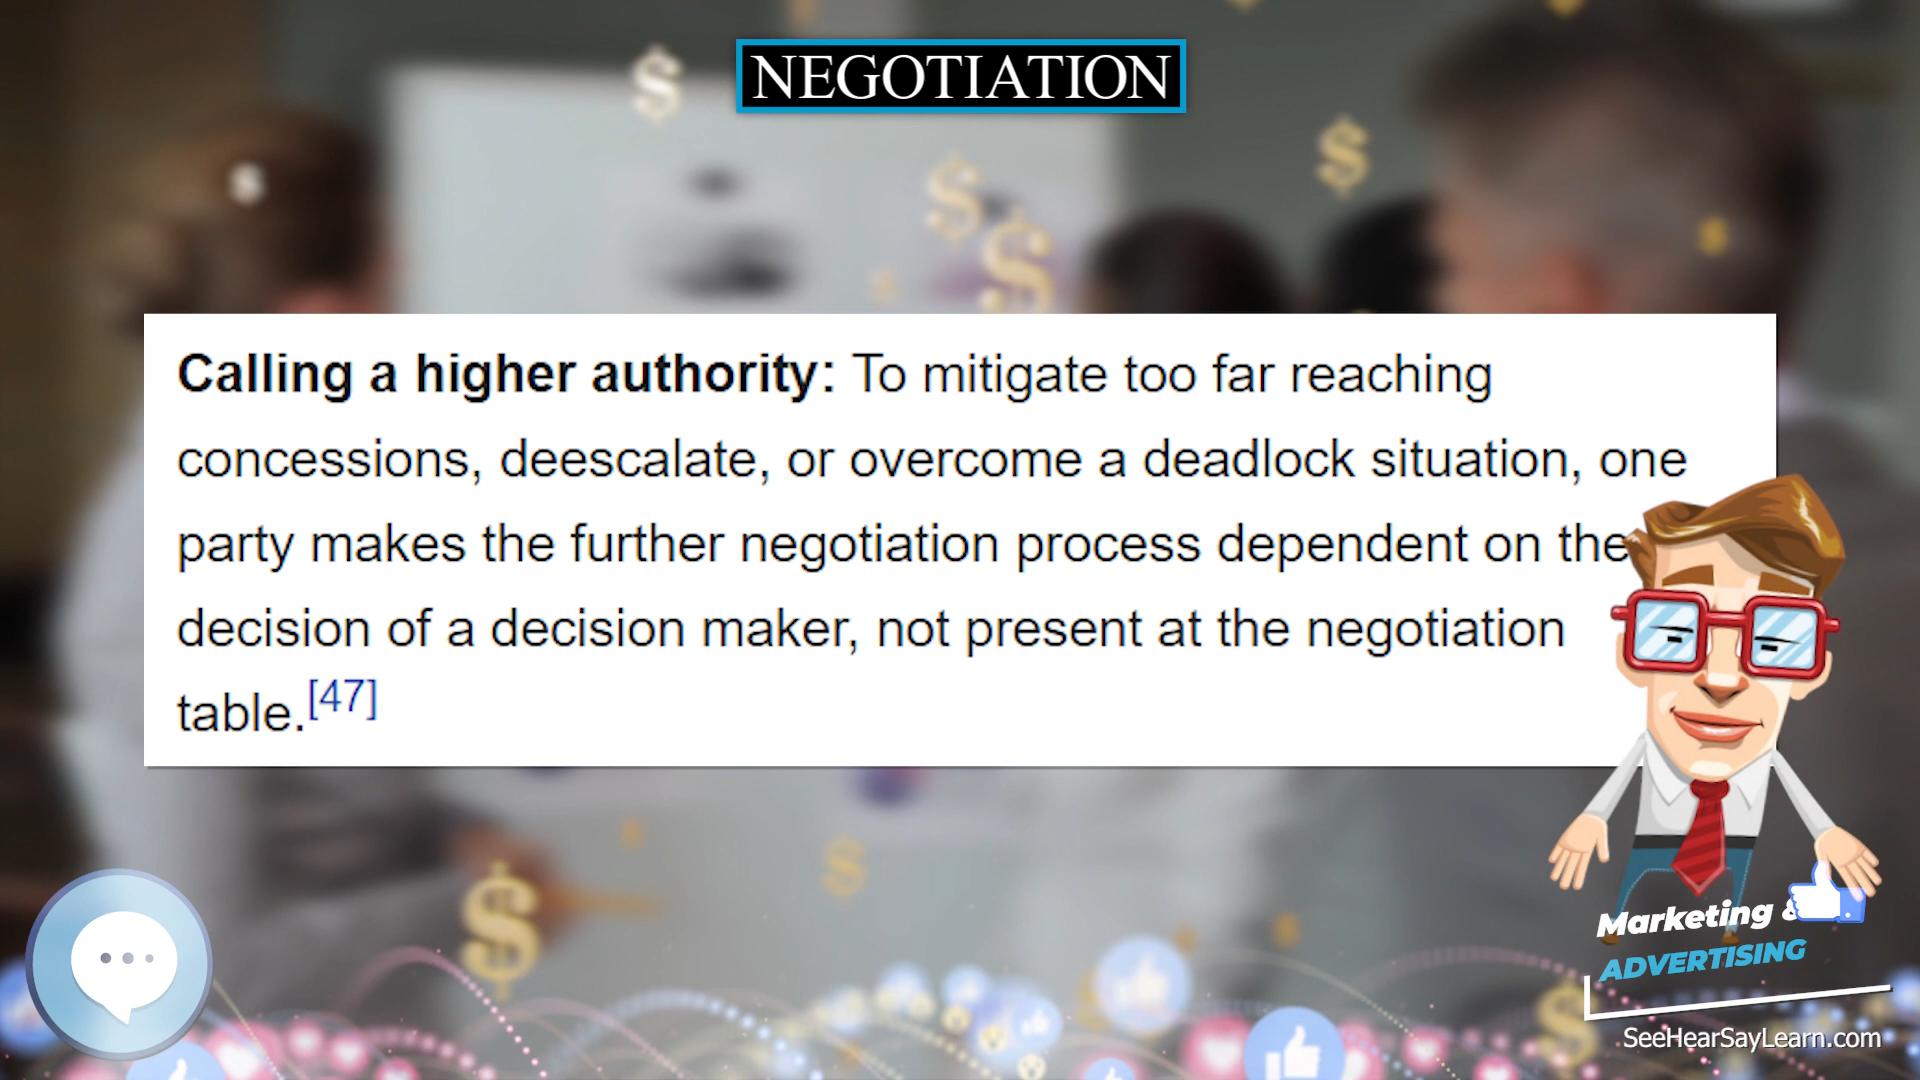 NEGOTIATION
Calling a higher authority: To mitigate too far reaching
concessions, deescalate, or overcome a deadlock situation, one
party makes the further negotiation process dependent on the
decision of a decision maker, not present at the negotiation
table.[47]
Marketing &
ADVERTISING
SeeHearSayLearn.com